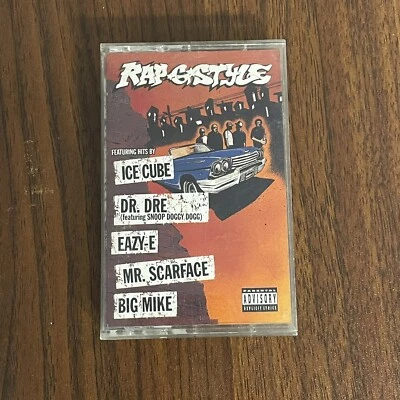 RAP G-STYLE
FEATURING HITS BY
ICE CUBE
DR. DRE
(featuring SNOOP DOGGY DOGG)
EAZY-E
MR. SCARFACE
BIG MIKE
PARENTAL
ADVISORY
EXPLICIT LYRICS